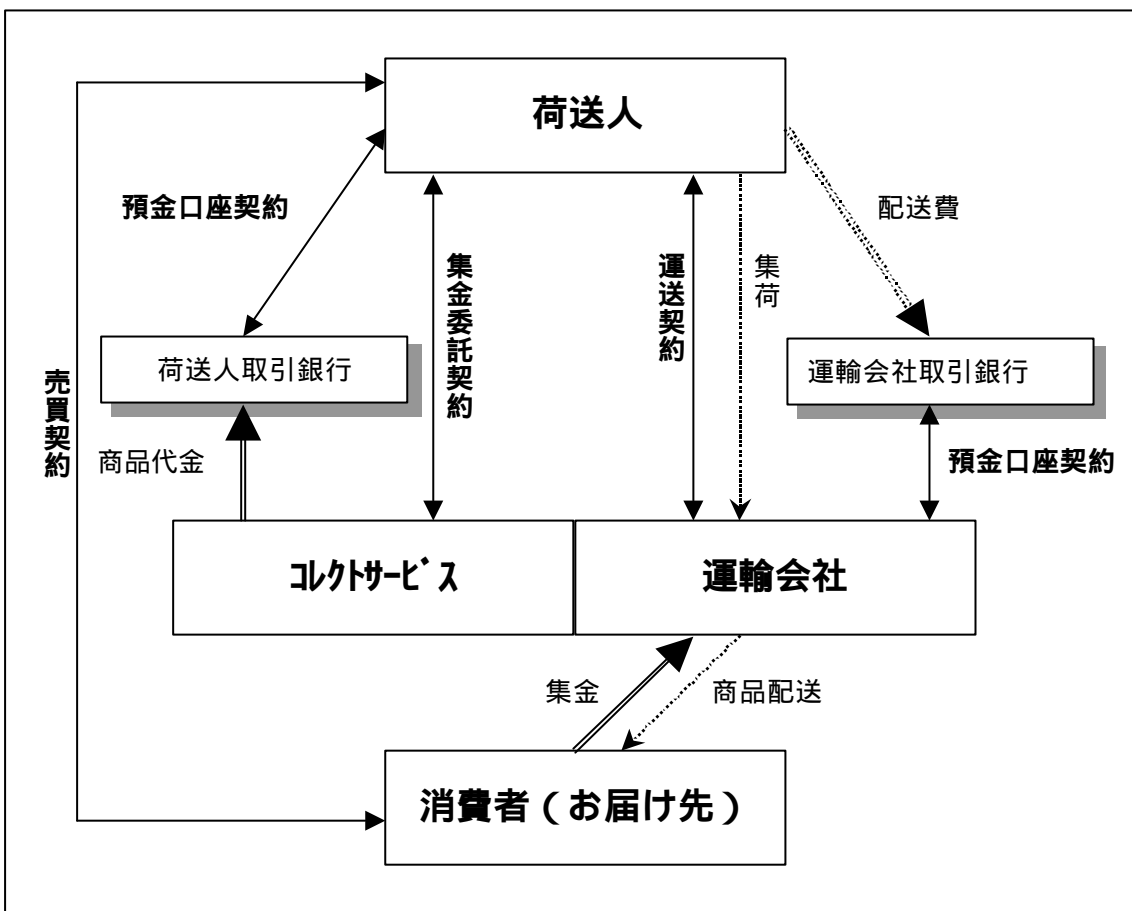 荷送人
預金口座契約
配送費
集金委託契約
運送契約
集荷
荷送人取引銀行
運輸会社取引銀行
売買契約
商品代金
預金口座契約
ｺﾚｸﾄｻｰﾋﾞｽ
運輸会社
集金
商品配送
消費者（お届け先）